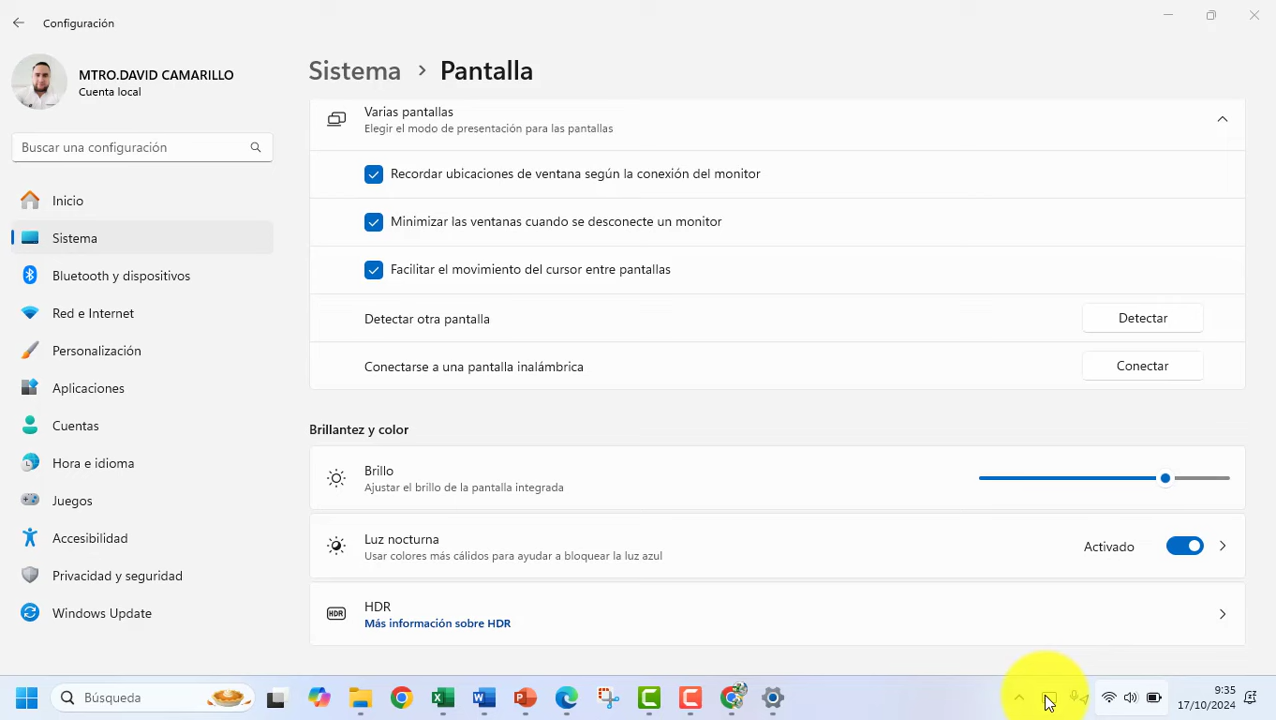 Configuración
MTRO.DAVID CAMARILLO
Cuenta local
Buscar una configuración
Inicio
Sistema
Bluetooth y dispositivos
Red e Internet
Personalización
Aplicaciones
Cuentas
Hora e idioma
Juegos
Accesibilidad
Privacidad y seguridad
Windows Update
Sistema > Pantalla
Varias pantallas
Elegir el modo de presentación para las pantallas
Recordar ubicaciones de ventana según la conexión del monitor
Minimizar las ventanas cuando se desconecte un monitor
Facilitar el movimiento del cursor entre pantallas
Detectar otra pantalla
Detectar
Conectarse a una pantalla inalámbrica
Conectar
Brillantez y color
Brillo
Ajustar el brillo de la pantalla integrada
Luz nocturna
Usar colores más cálidos para ayudar a bloquear la luz azul
Activado
HDR
HDR
Más información sobre HDR
Búsqueda
9:35
17/10/2024